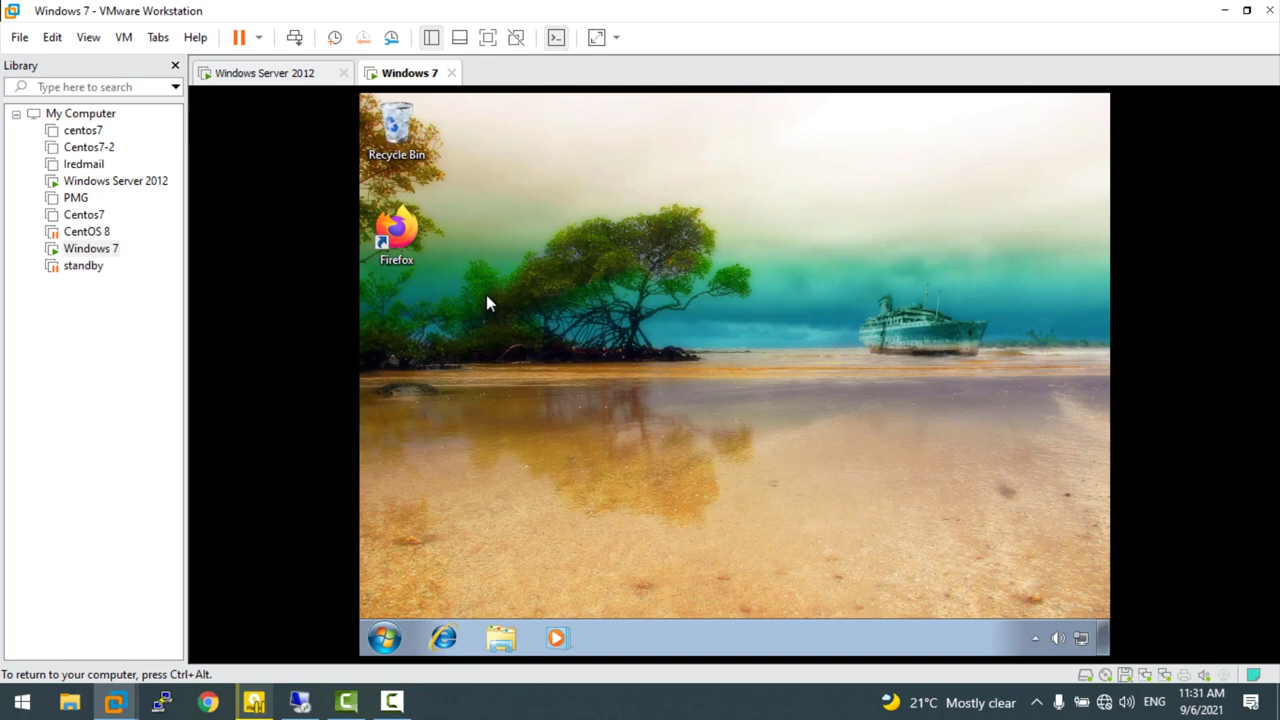 Windows 7 - VMware Workstation
File Edit View VM Tabs Help
Library
Type here to search
My Computer
centos7
Centos7-2
Iredmail
Windows Server 2012
PMG
Centos7
CentOS 8
Windows 7
standby
Windows Server 2012
Windows 7
Recycle Bin
Firefox
To return to your computer, press Ctrl+Alt.
21°C Mostly clear
ENG
11:31 AM
9/6/2021